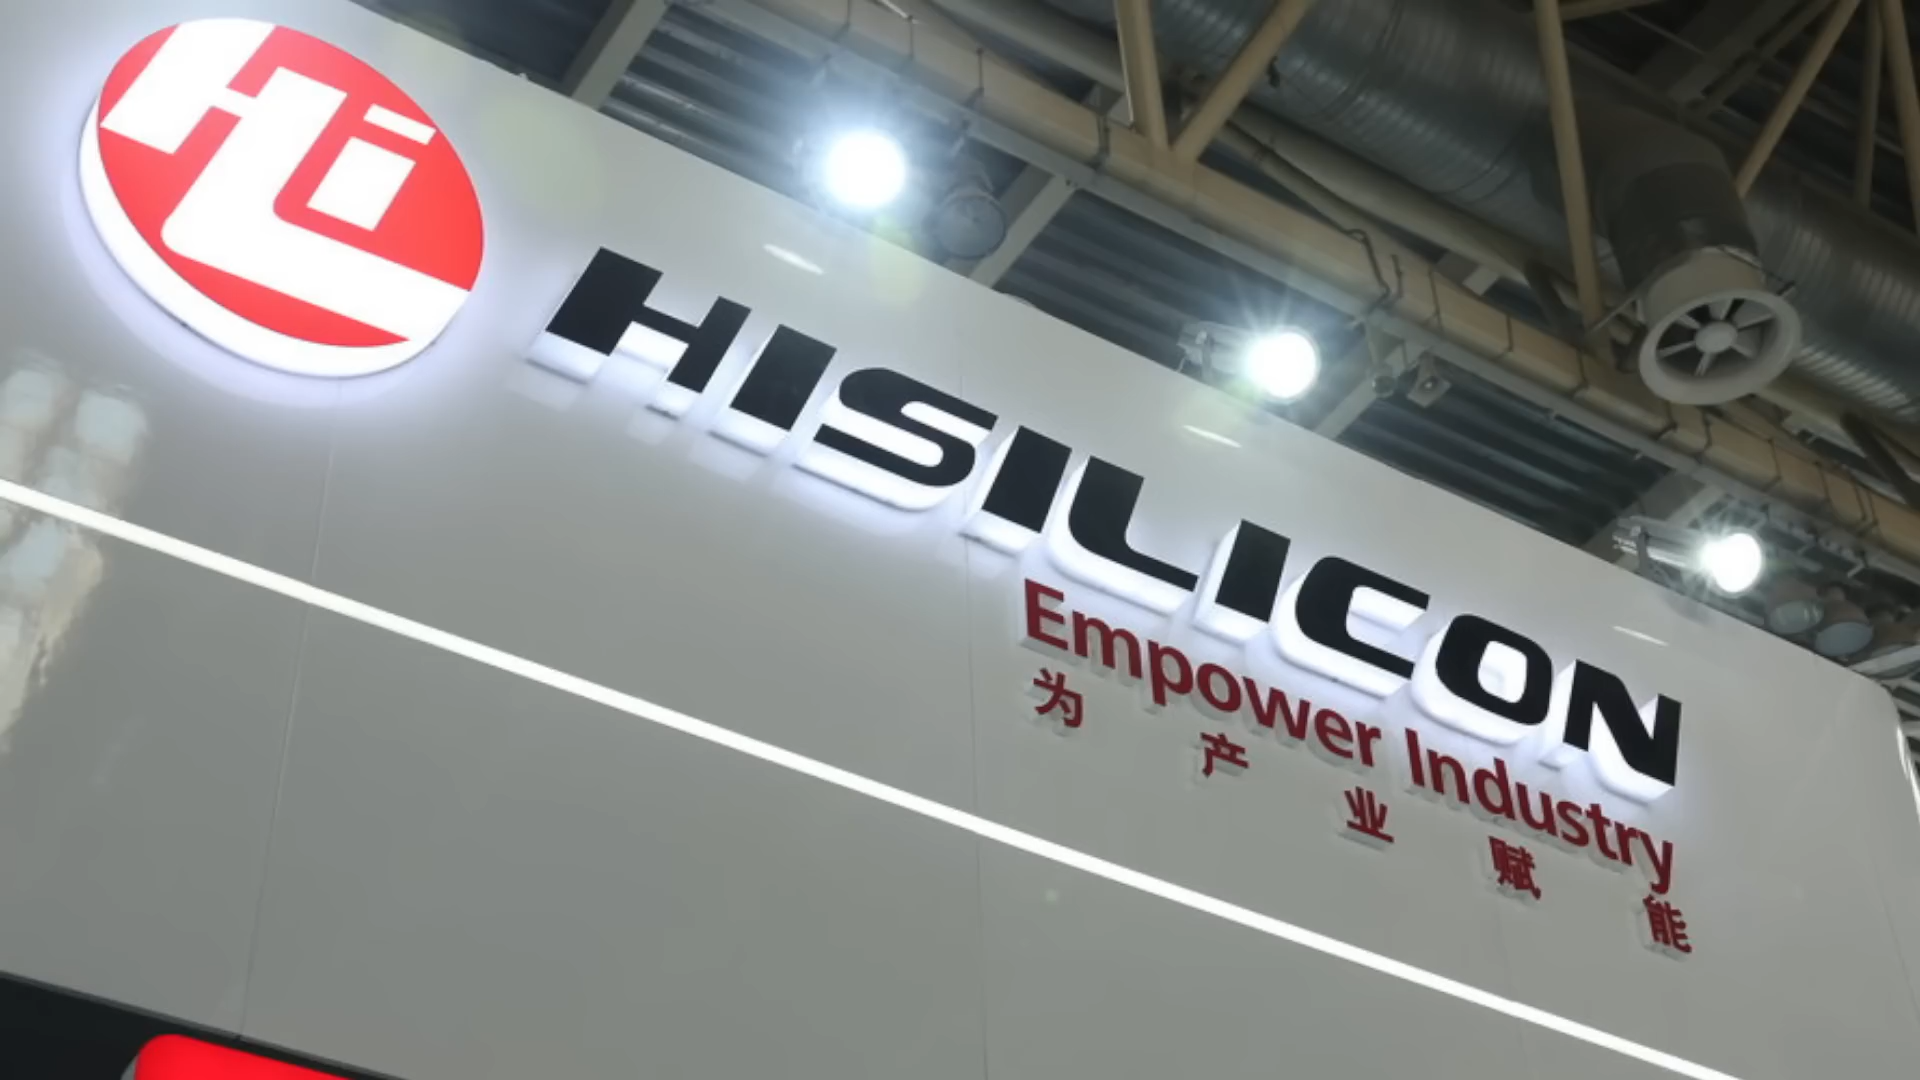 Hi
HISILICON
Empower Industry
为产业赋能